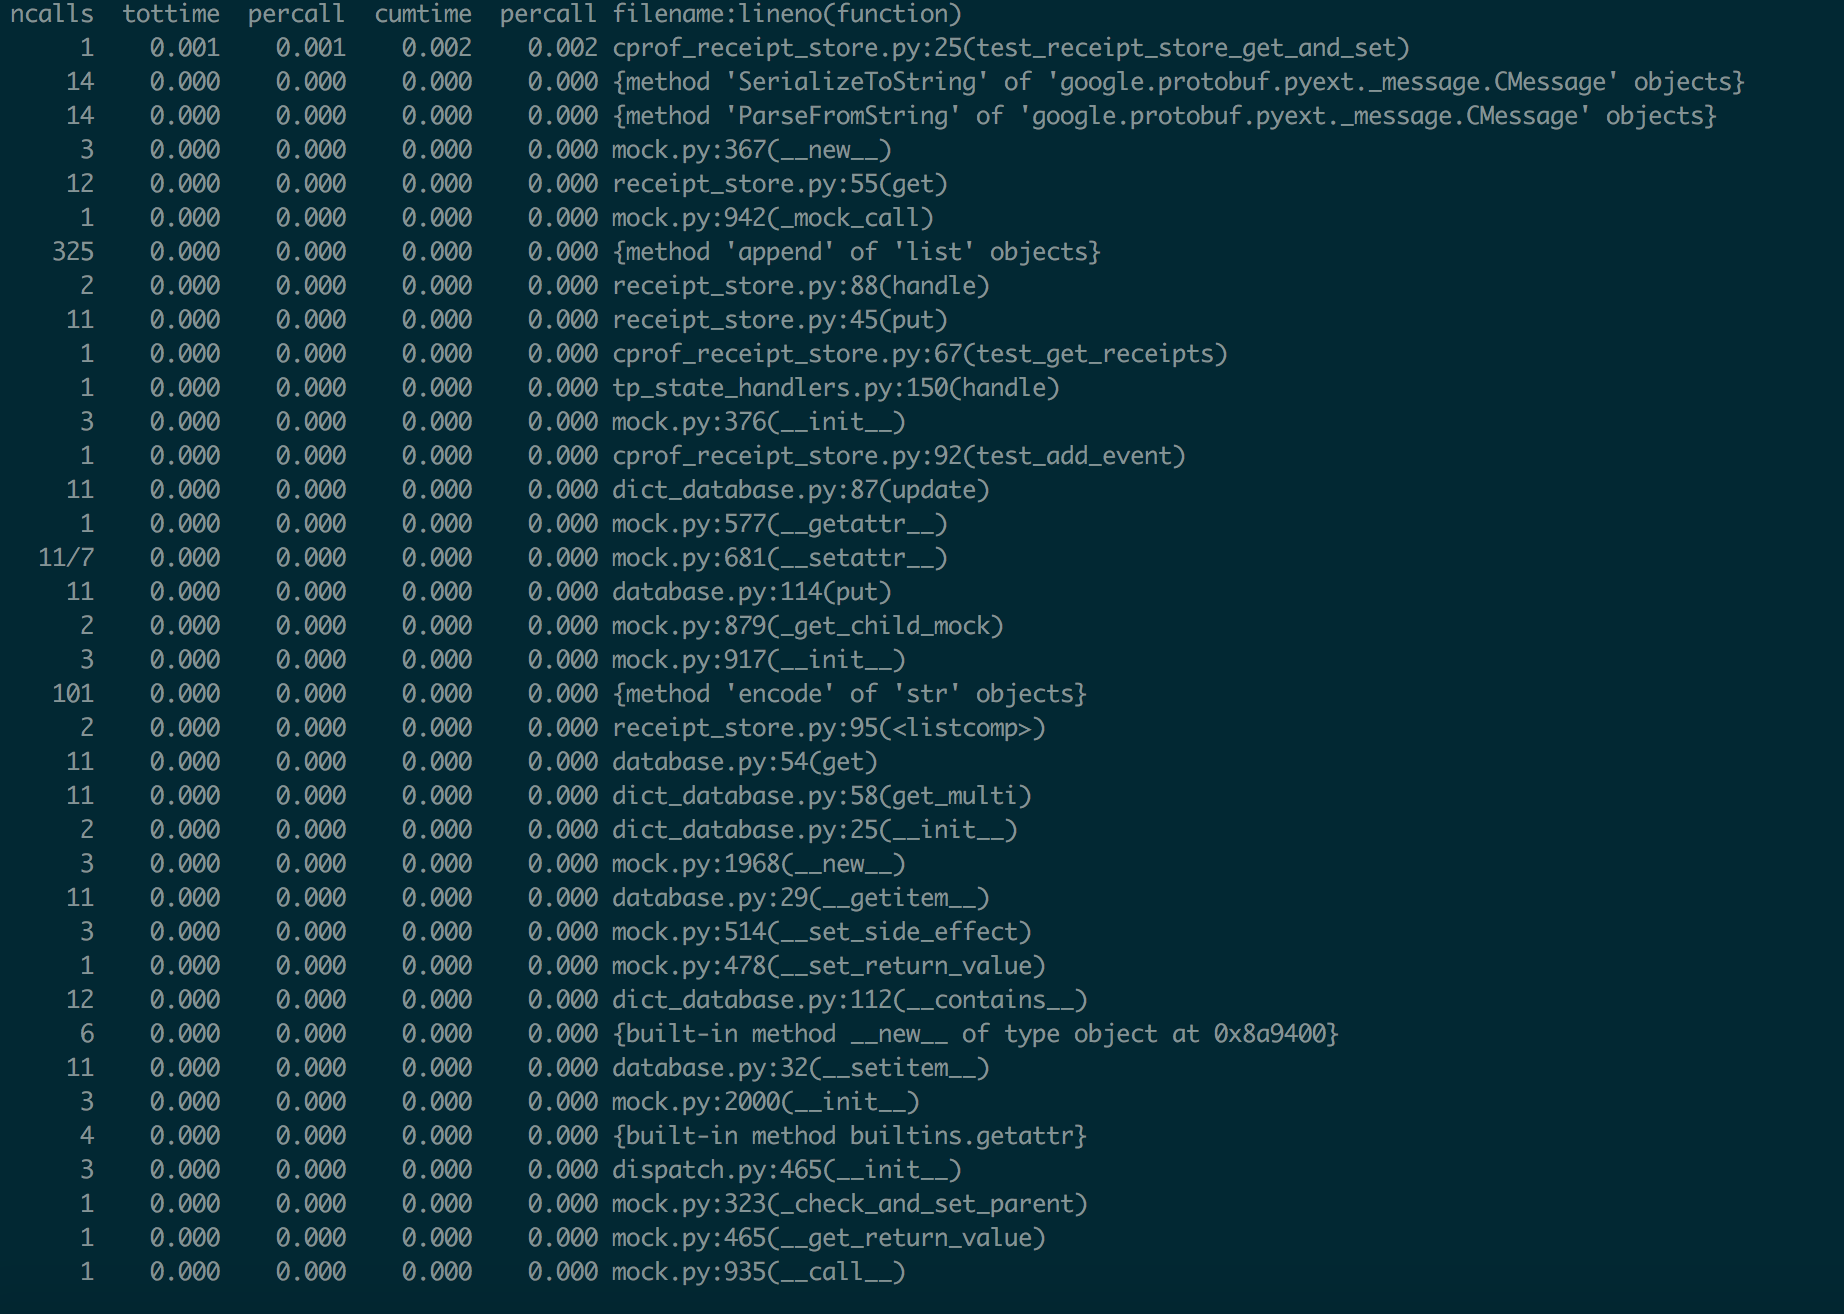 ncalls  tottime  percall  cumtime  percall filename:lineno(function)
     1    0.001    0.001    0.002    0.002 cprof_receipt_store.py:25(test_receipt_store_get_and_set)
    14    0.000    0.000    0.000    0.000 {method 'SerializeToString' of 'google.protobuf.pyext._message.CMessage' objects}
    14    0.000    0.000    0.000    0.000 {method 'ParseFromString' of 'google.protobuf.pyext._message.CMessage' objects}
     3    0.000    0.000    0.000    0.000 mock.py:367(__new__)
    12    0.000    0.000    0.000    0.000 receipt_store.py:55(get)
     1    0.000    0.000    0.000    0.000 mock.py:942(_mock_call)
   325    0.000    0.000    0.000    0.000 {method 'append' of 'list' objects}
     2    0.000    0.000    0.000    0.000 receipt_store.py:88(handle)
    11    0.000    0.000    0.000    0.000 receipt_store.py:45(put)
     1    0.000    0.000    0.000    0.000 cprof_receipt_store.py:67(test_get_receipts)
     1    0.000    0.000    0.000    0.000 tp_state_handlers.py:150(handle)
     3    0.000    0.000    0.000    0.000 mock.py:376(__init__)
     1    0.000    0.000    0.000    0.000 cprof_receipt_store.py:92(test_add_event)
    11    0.000    0.000    0.000    0.000 dict_database.py:87(update)
     1    0.000    0.000    0.000    0.000 mock.py:577(__getattr__)
  11/7    0.000    0.000    0.000    0.000 mock.py:681(__setattr__)
    11    0.000    0.000    0.000    0.000 database.py:114(put)
     2    0.000    0.000    0.000    0.000 mock.py:879(_get_child_mock)
     3    0.000    0.000    0.000    0.000 mock.py:917(__init__)
   101    0.000    0.000    0.000    0.000 {method 'encode' of 'str' objects}
     2    0.000    0.000    0.000    0.000 receipt_store.py:95(<listcomp>)
    11    0.000    0.000    0.000    0.000 database.py:54(get)
    11    0.000    0.000    0.000    0.000 dict_database.py:58(get_multi)
     2    0.000    0.000    0.000    0.000 dict_database.py:25(__init__)
     3    0.000    0.000    0.000    0.000 mock.py:1968(__new__)
    11    0.000    0.000    0.000    0.000 database.py:29(__getitem__)
     3    0.000    0.000    0.000    0.000 mock.py:514(__set_side_effect)
     1    0.000    0.000    0.000    0.000 mock.py:478(__set_return_value)
    12    0.000    0.000    0.000    0.000 dict_database.py:112(__contains__)
     6    0.000    0.000    0.000    0.000 {built-in method __new__ of type object at 0x8a9400}
    11    0.000    0.000    0.000    0.000 database.py:32(__setitem__)
     3    0.000    0.000    0.000    0.000 mock.py:2000(__init__)
     4    0.000    0.000    0.000    0.000 {built-in method builtins.getattr}
     3    0.000    0.000    0.000    0.000 dispatch.py:465(__init__)
     1    0.000    0.000    0.000    0.000 mock.py:323(_check_and_set_parent)
     1    0.000    0.000    0.000    0.000 mock.py:465(__get_return_value)
     1    0.000    0.000    0.000    0.000 mock.py:935(__call__)